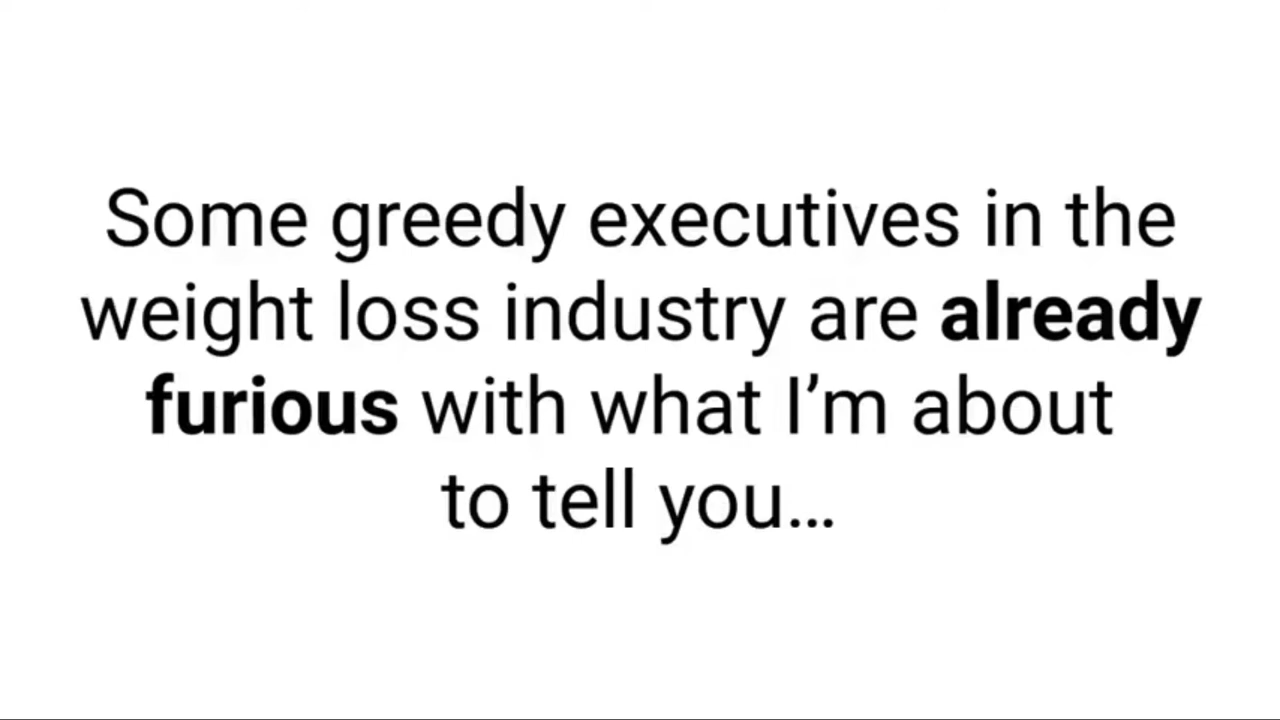 Some greedy executives in the
weight loss industry are already
furious with what I’m about
to tell you…